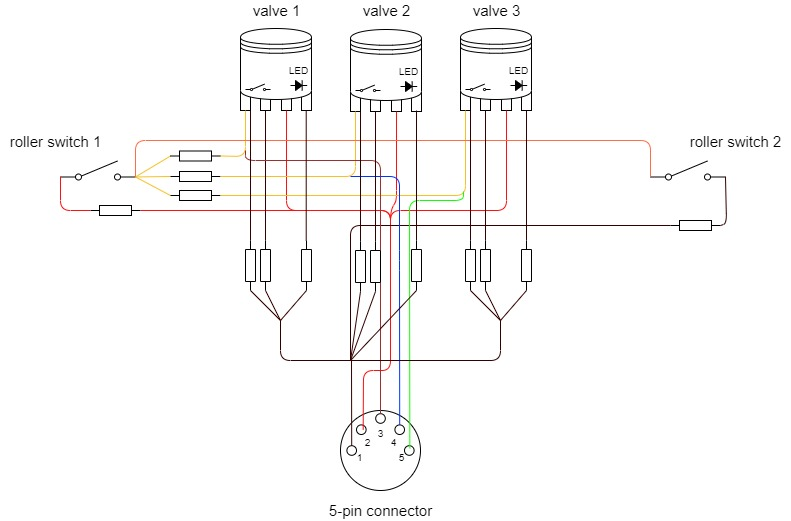 valve 1
valve 2
valve 3
LED
LED
LED
roller switch 1
roller switch 2
1
2
3
4
5
5-pin connector